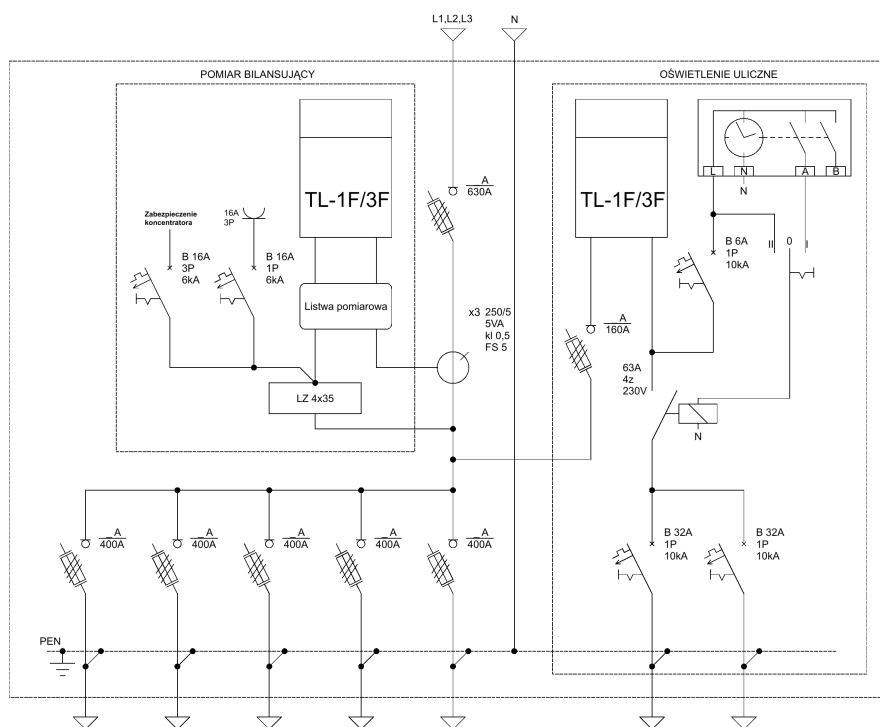 L1,L2,L3
N
POMIAR BILANSUJĄCY
OŚWIETLENIE ULICZNE
TL-1F/3F
TL-1F/3F
L
N
A
B
N
A
630A
Zabezpieczenie
koncentratora
16A
3P
B 16A
3P
6kA
B 16A
1P
6kA
Listwa pomiarowa
x3 250/5
5VA
kl 0,5
FS 5
LZ 4x35
A
160A
B 6A
1P
10kA
II
0
I
63A
4z
230V
N
A
400A
A
400A
A
400A
A
400A
A
400A
B 32A
1P
10kA
B 32A
1P
10kA
PEN